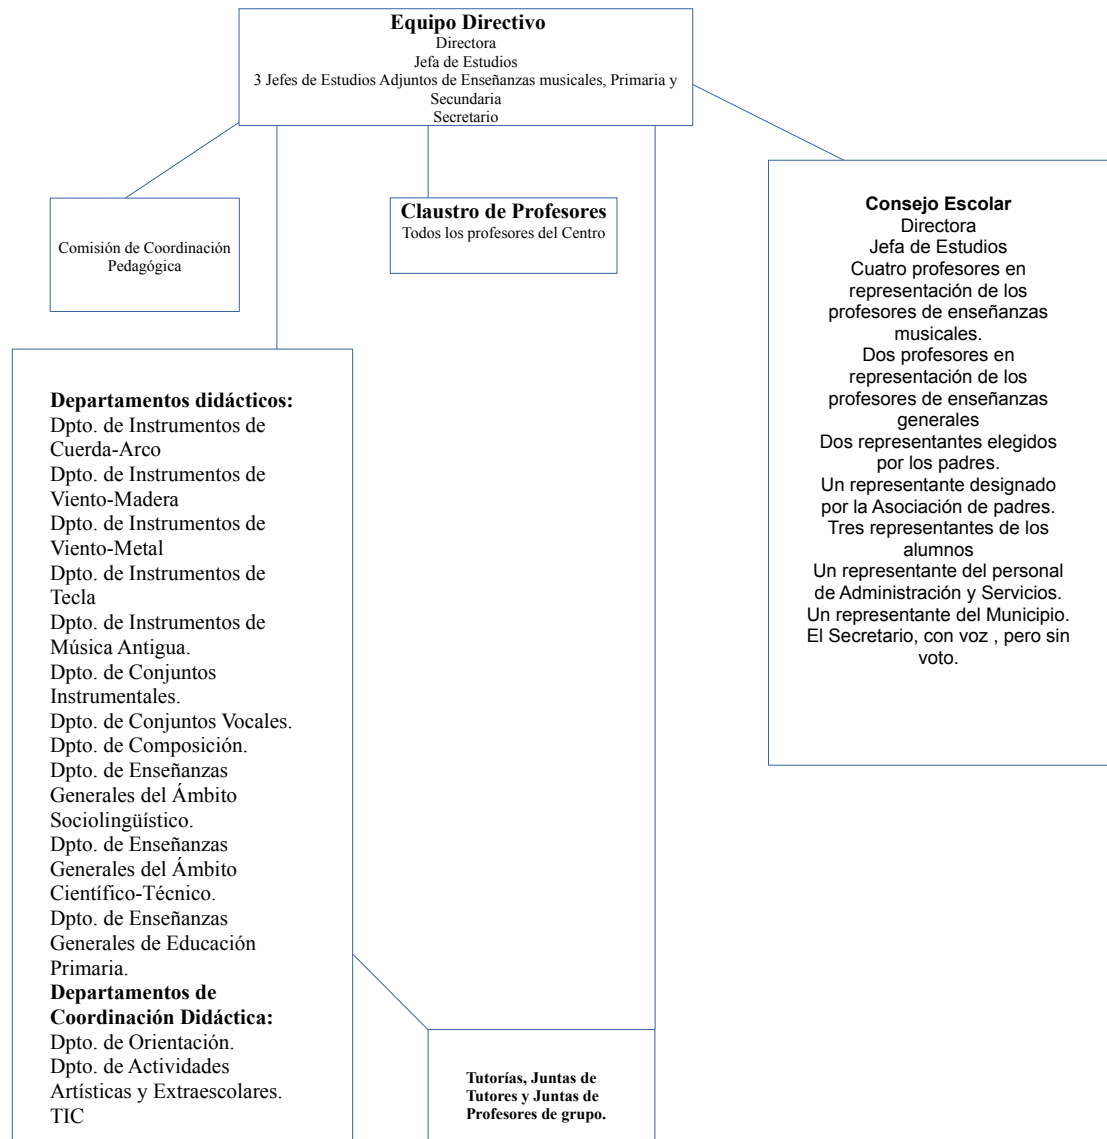 Equipo Directivo
Directora
Jefa de Estudios
3 Jefes de Estudios Adjuntos de Enseñanzas musicales, Primaria y
Secundaria
Secretario
Comisión de Coordinación
Pedagógica
Claustro de Profesores
Todos los profesores del Centro
Consejo Escolar
Directora
Jefa de Estudios
Cuatro profesores en
representación de los
profesores de enseñanzas
musicales.
Dos profesores en
representación de los
profesores de enseñanzas
generales
Dos representantes elegidos
por los padres.
Un representante designado
por la Asociación de padres.
Tres representantes de los
alumnos
Un representante del personal
de Administración y Servicios.
Un representante del Municipio.
El Secretario, con voz , pero sin
voto.
Departamentos didácticos:
Dpto. de Instrumentos de
Cuerda-Arco
Dpto. de Instrumentos de
Viento-Madera
Dpto. de Instrumentos de
Viento-Metal
Dpto. de Instrumentos de
Tecla
Dpto. de Instrumentos de
Música Antigua.
Dpto. de Conjuntos
Instrumentales.
Dpto. de Conjuntos Vocales.
Dpto. de Composición.
Dpto. de Enseñanzas
Generales del Ámbito
Sociolingüístico.
Dpto. de Enseñanzas
Generales del Ámbito
Científico-Técnico.
Dpto. de Enseñanzas
Generales de Educación
Primaria.
Departamentos de
Coordinación Didáctica:
Dpto. de Orientación.
Dpto. de Actividades
Artísticas y Extraescolares.
TIC
Tutorías, Juntas de
Tutores y Juntas de
Profesores de grupo.